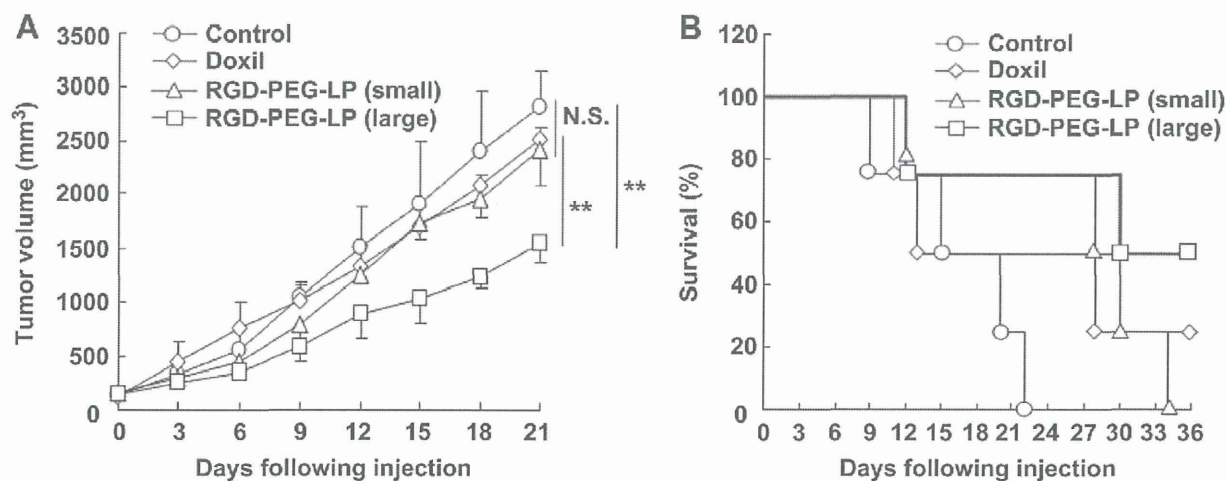 A
3500
3000
2500
2000
1500
1000
500
0
Tumor volume (mm³)
Control
Doxil
RGD-PEG-LP (small)
RGD-PEG-LP (large)
N.S.
**
**
0 3 6 9 12 15 18 21
Days following injection
B
120
100
80
60
40
20
0
Survival (%)
Control
Doxil
RGD-PEG-LP (small)
RGD-PEG-LP (large)
0 3 6 9 12 15 18 21 24 27 30 33 36
Days following injection